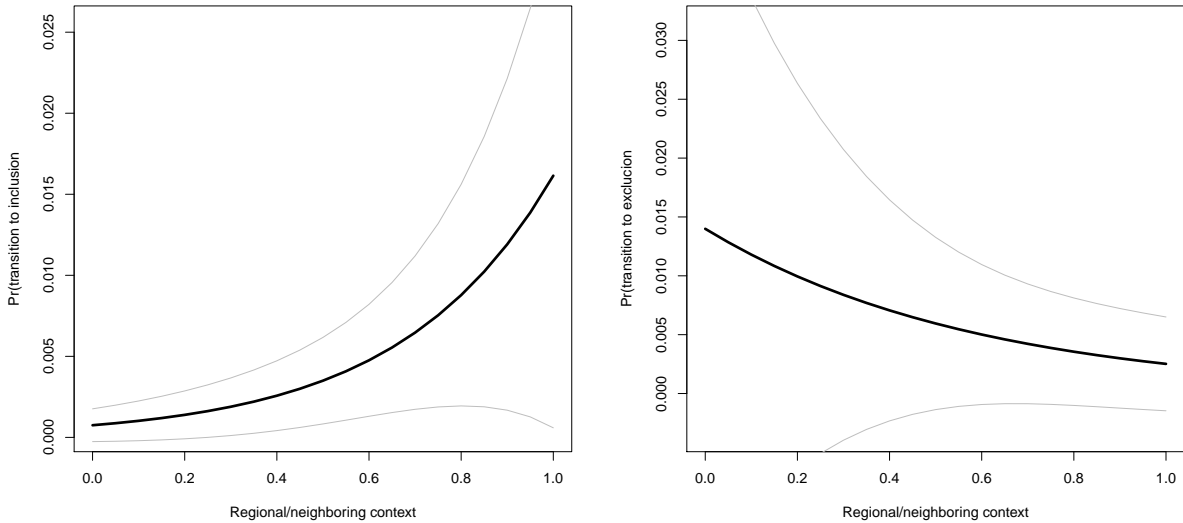 Pr(transition to inclusion
0.025
0.020
0.015
0.010
0.005
0.000
0.0 0.2 0.4 0.6 0.8 1.0
Regional/neighboring context
Pr(transition to exclucion
0.030
0.025
0.020
0.015
0.010
0.005
0.000
0.0 0.2 0.4 0.6 0.8 1.0
Regional/neighboring context